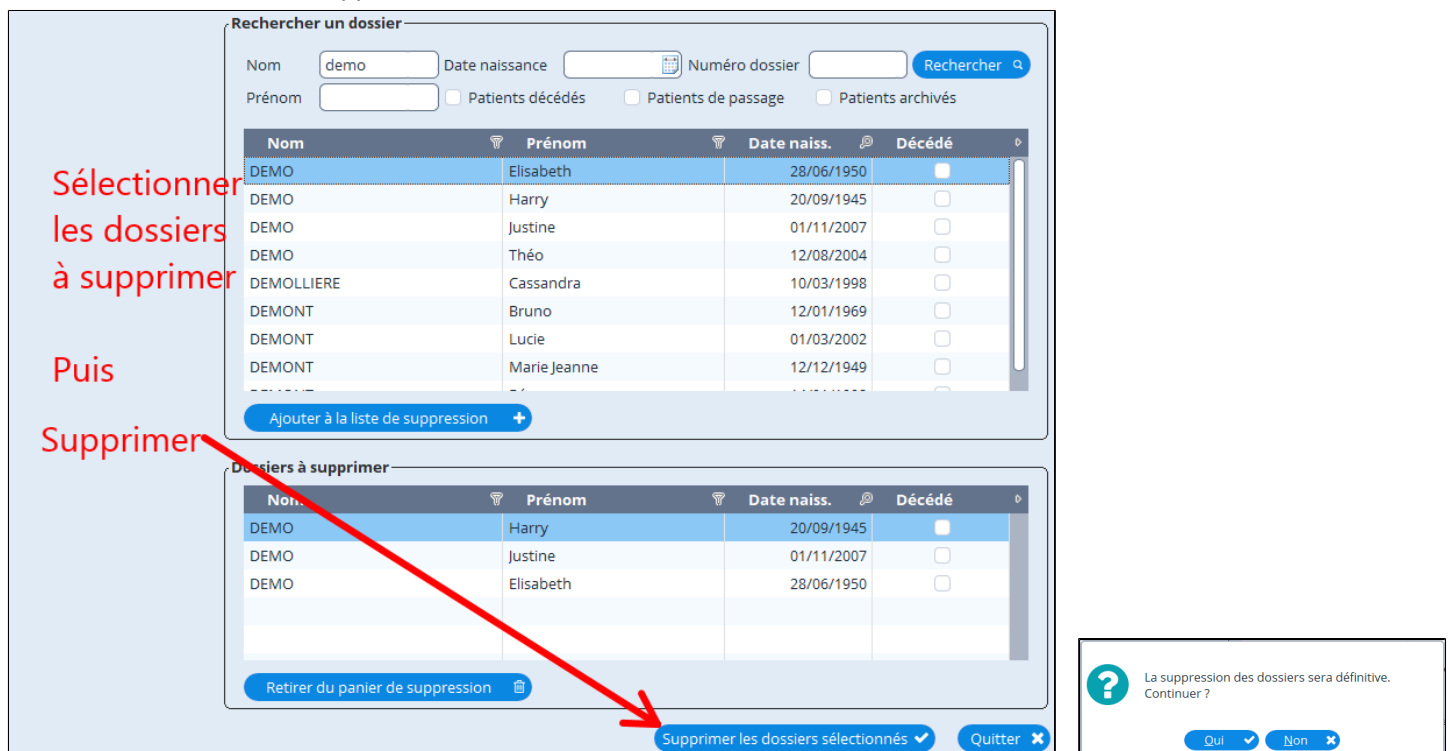 Rechercher un dossier
Nom demo Date naissance Numéro dossier Rechercher
Prénom Patients décédés Patients de passage Patients archivés
Nom Prénom Date naiss. Décédé
DEMO Elisabeth 28/06/1950
DEMO Harry 20/09/1945
DEMO Justine 01/11/2007
DEMO Théo 12/08/2004
DEMOLLIERE Cassandra 10/03/1998
DEMONT Bruno 12/01/1969
DEMONT Lucie 01/03/2002
DEMONT Marie Jeanne 12/12/1949
Ajouter à la liste de suppression
Sélectionner
les dossiers
à supprimer
Puis
Supprimer
Dossiers à supprimer
Nom Prénom Date naiss. Décédé
DEMO Harry 20/09/1945
DEMO Justine 01/11/2007
DEMO Elisabeth 28/06/1950
Retirer du panier de suppression
Supprimer les dossiers sélectionnés Quitter
La suppression des dossiers sera définitive.
Continuer ?
Oui Non